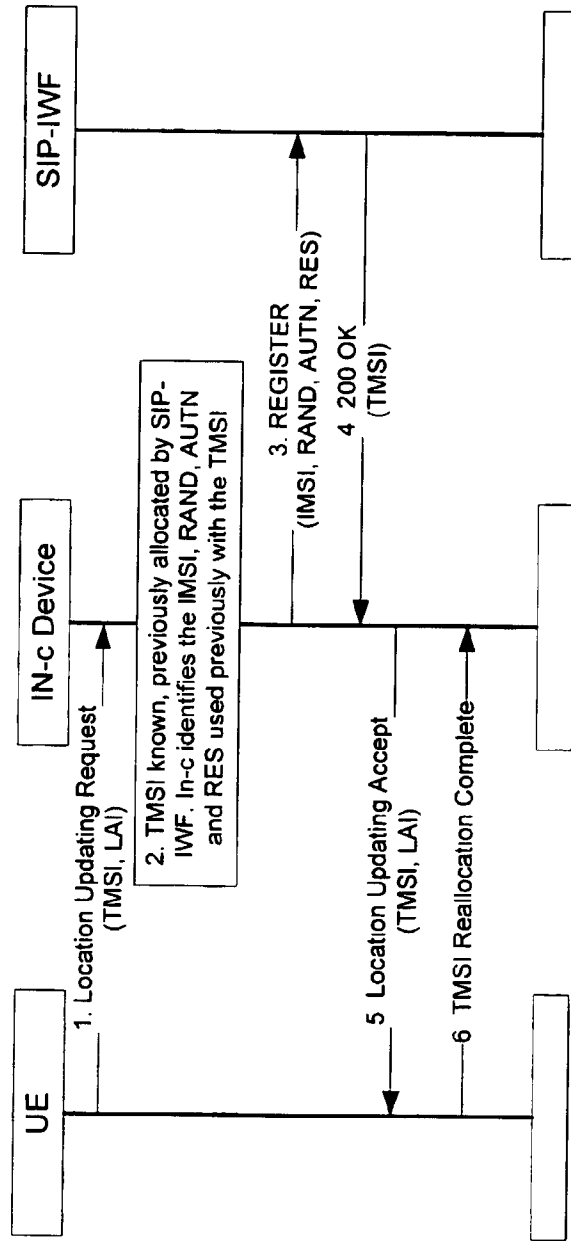 UE
IN-c Device
SIP-IWF
1. Location Updating Request
(TMSI, LAI)
2. TMSI known, previously allocated by SIP-
IWF. In-c identifies the IMSI, RAND, AUTN
and RES used previously with the TMSI
3. REGISTER
(IMSI, RAND, AUTN, RES)
4 200 OK
(TMSI)
5 Location Updating Accept
(TMSI, LAI)
6 TMSI Reallocation Complete